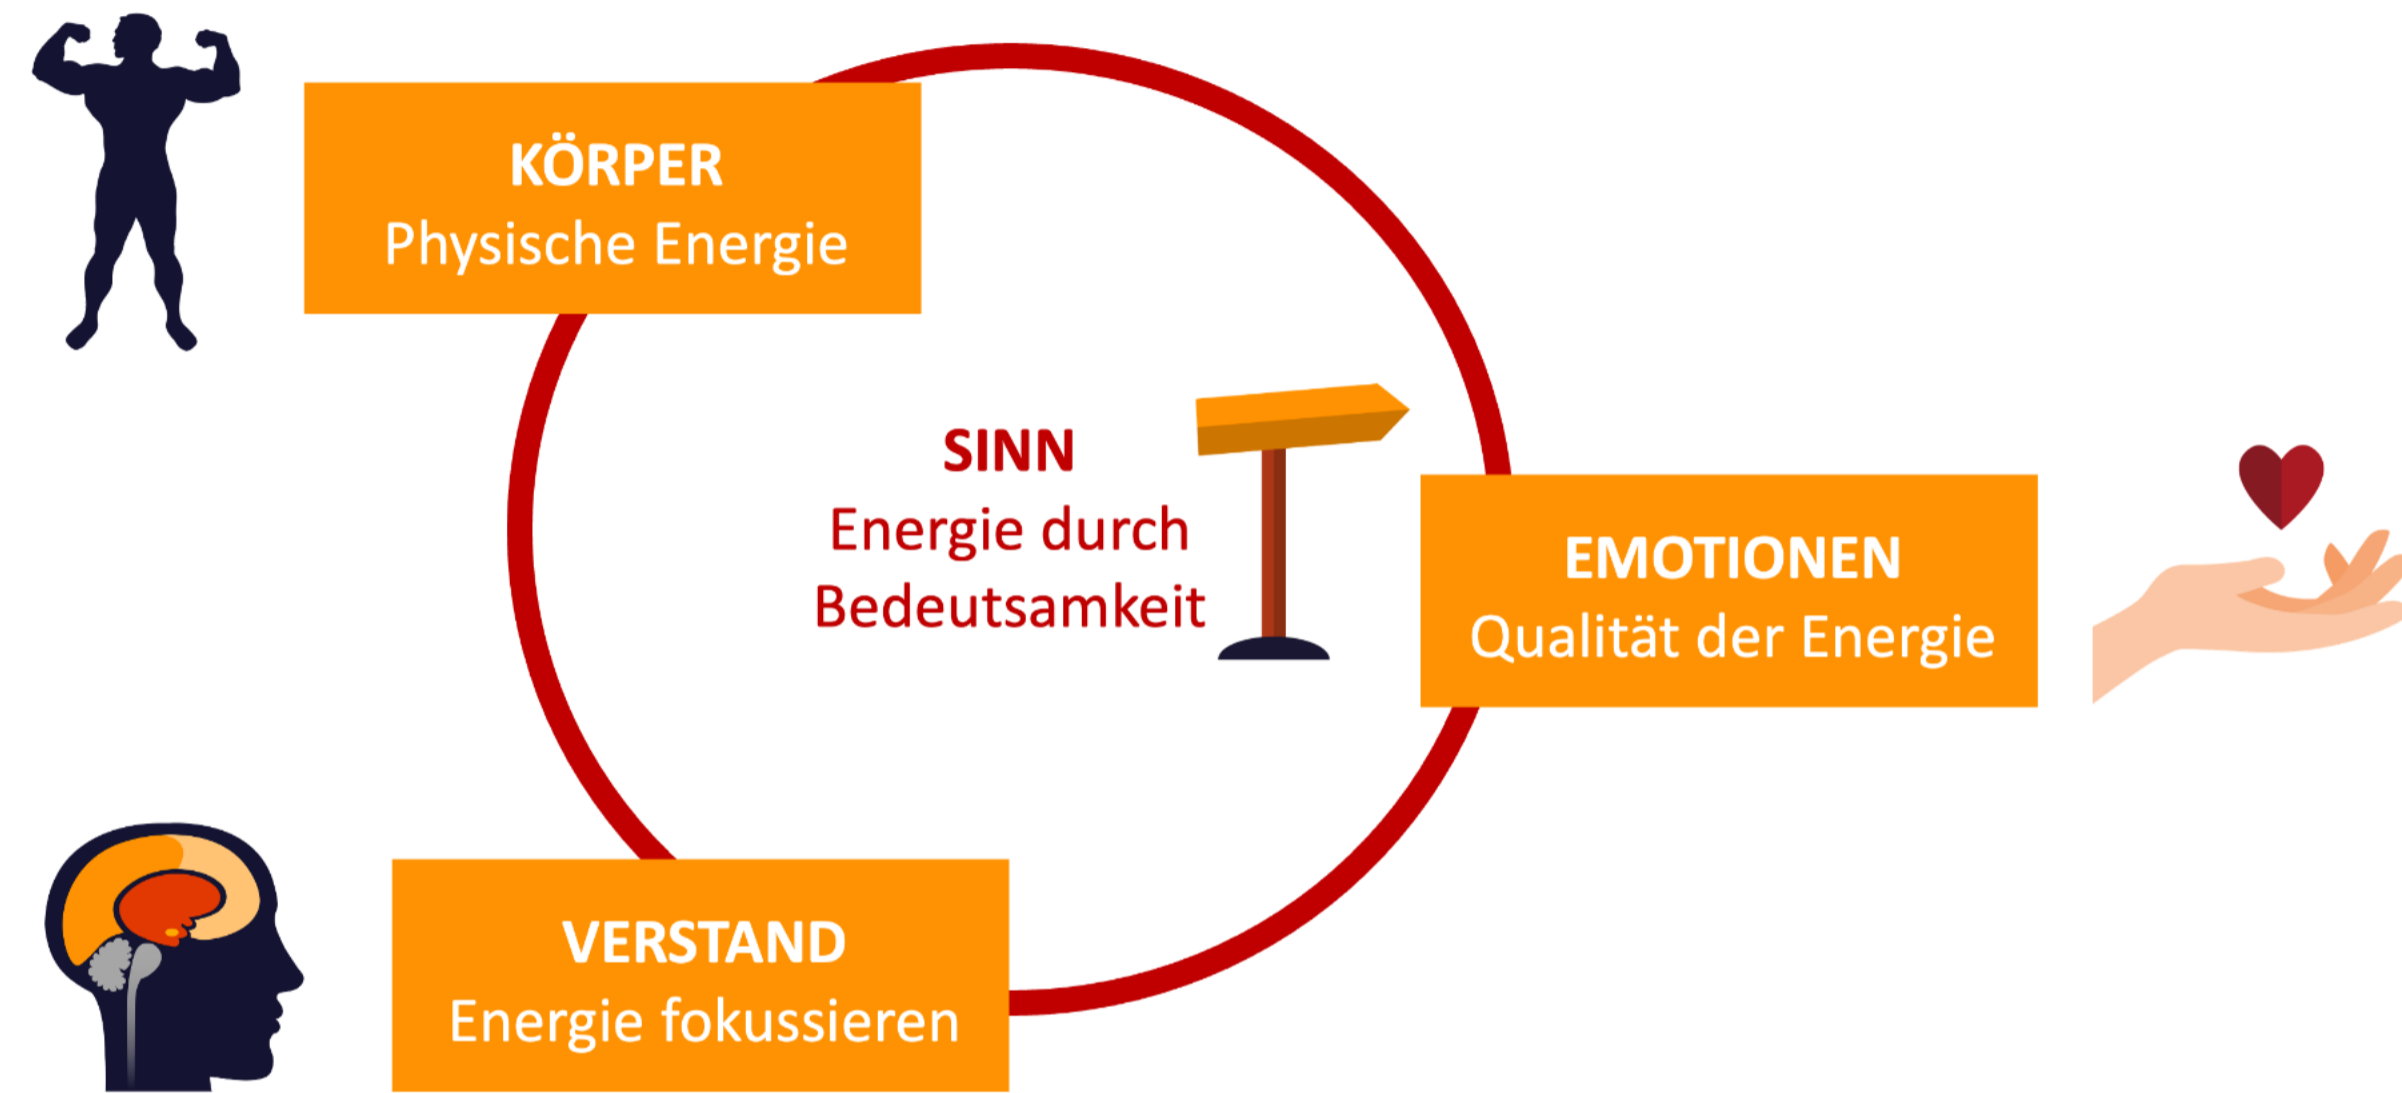 KÖRPER
Physische Energie
SINN
Energie durch
Bedeutsamkeit
EMOTIONEN
Qualität der Energie
VERSTAND
Energie fokussieren